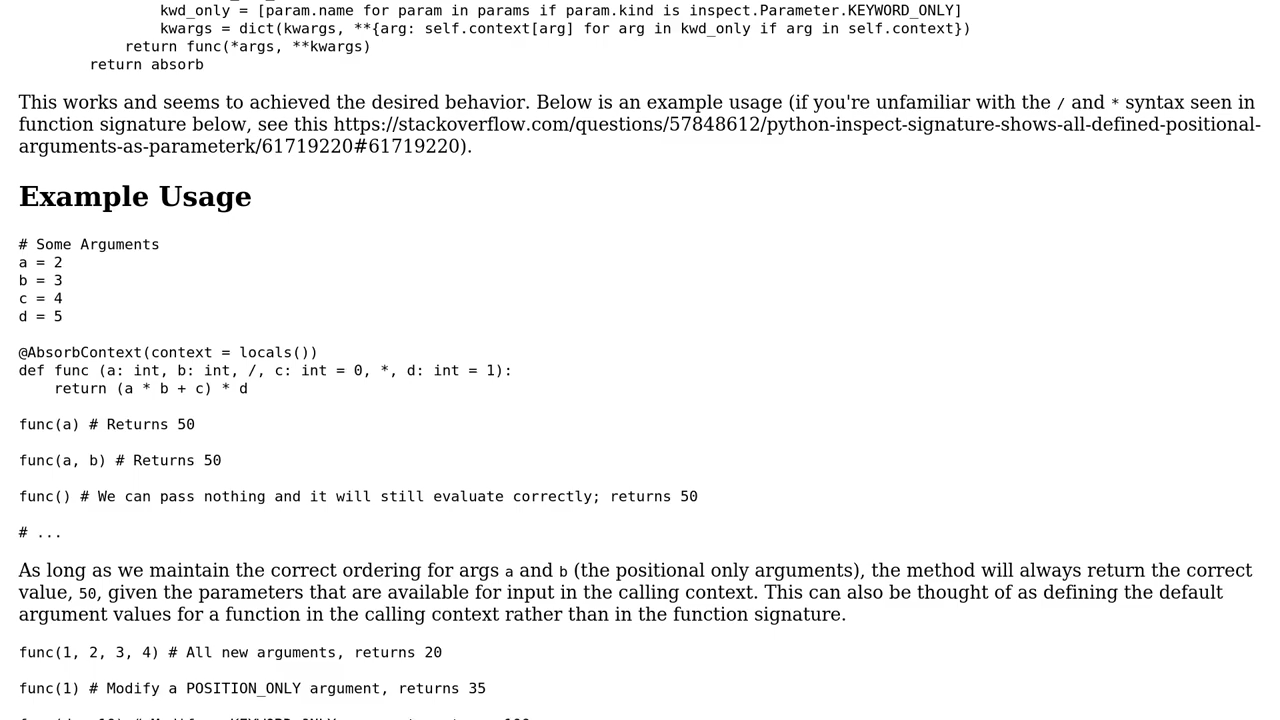 kwd_only = [param.name for param in params if param.kind is inspect.Parameter.KEYWORD_ONLY]
kwargs = dict(kwargs, **{arg: self.context[arg] for arg in kwd_only if arg in self.context})
return func(*args, **kwargs)
return absorb
This works and seems to achieved the desired behavior. Below is an example usage (if you're unfamiliar with the / and * syntax seen in
function signature below, see this https://stackoverflow.com/questions/57848612/python-inspect-signature-shows-all-defined-positional-
arguments-as-parameterk/61719220#61719220).
Example Usage
# Some Arguments
a = 2
b = 3
c = 4
d = 5
@AbsorbContext(context = locals())
def func (a: int, b: int, /, c: int = 0, *, d: int = 1):
return (a * b + c) * d
func(a) # Returns 50
func(a, b) # Returns 50
func() # We can pass nothing and it will still evaluate correctly; returns 50
# ...
As long as we maintain the correct ordering for args a and b (the positional only arguments), the method will always return the correct
value, 50, given the parameters that are available for input in the calling context. This can also be thought of as defining the default
argument values for a function in the calling context rather than in the function signature.
func(1, 2, 3, 4) # All new arguments, returns 20
func(1) # Modify a POSITION_ONLY argument, returns 35